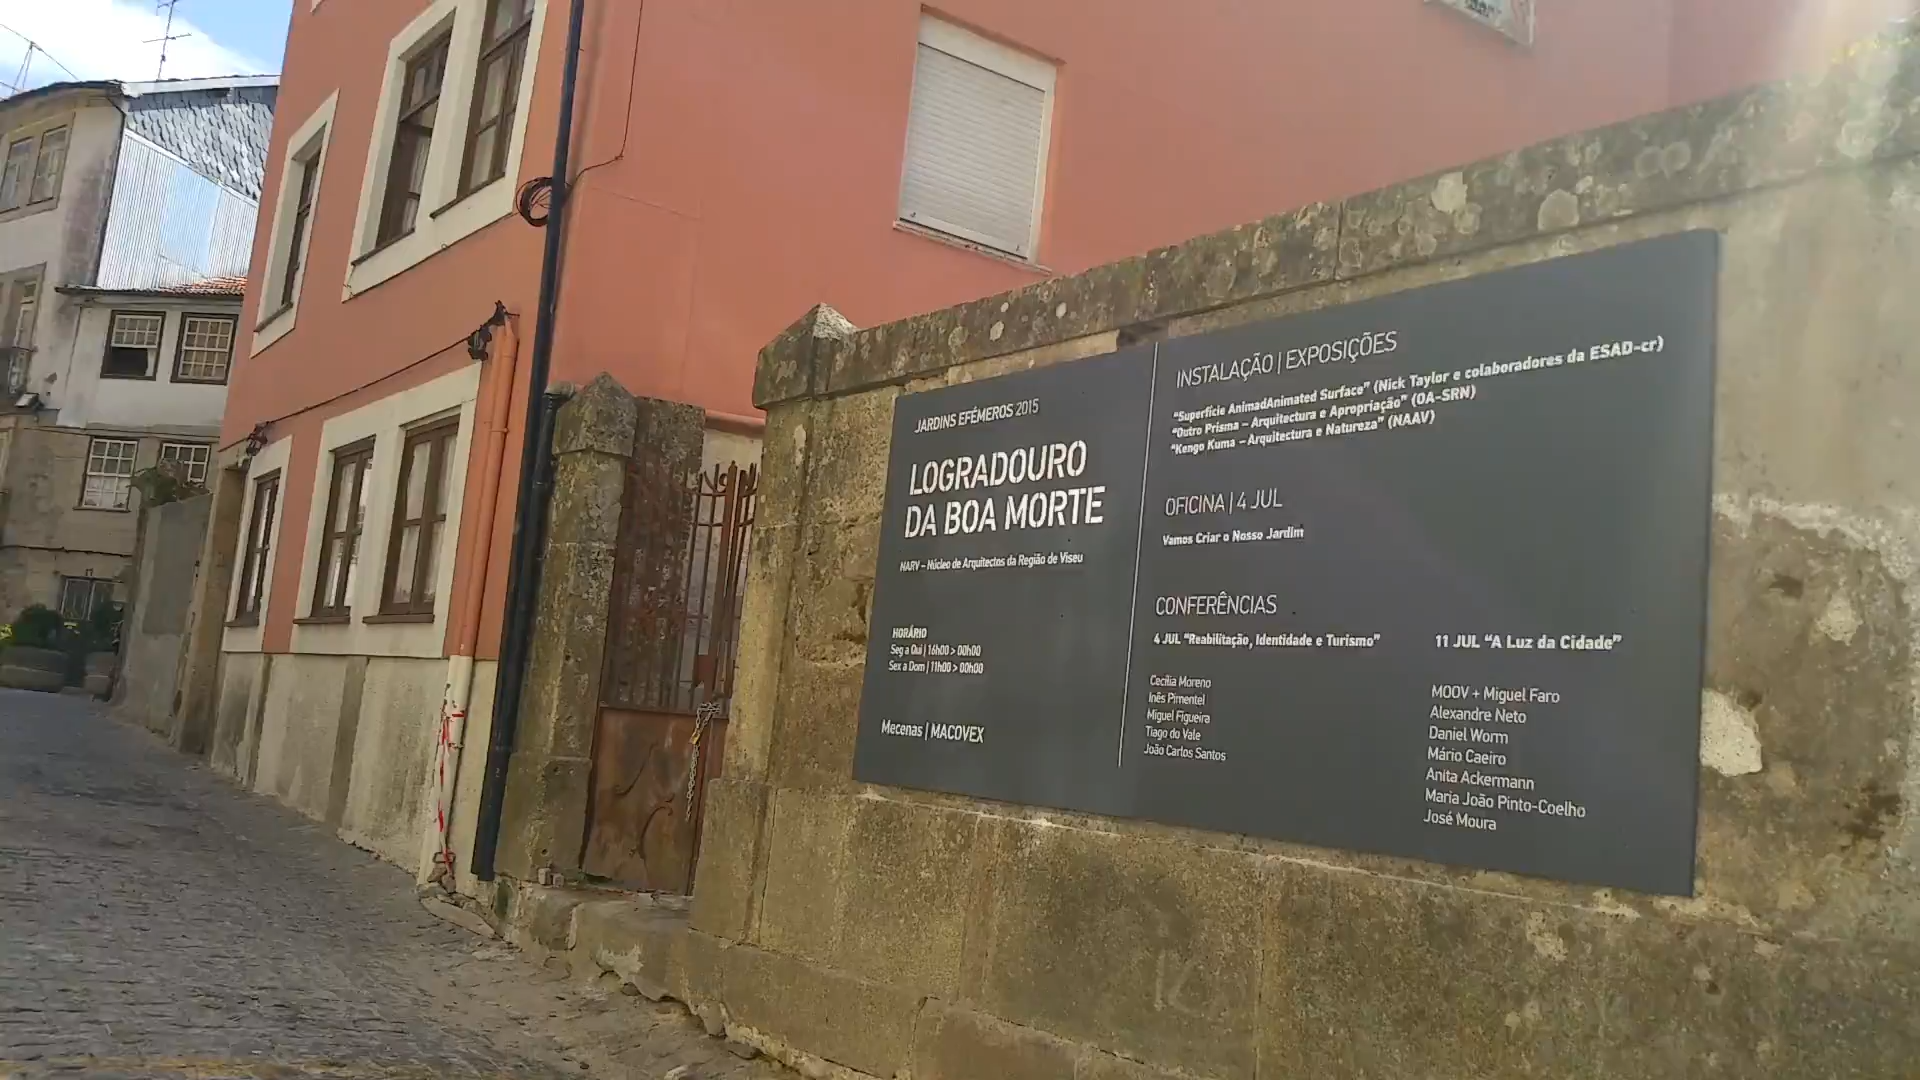 JARDINS EFÉMEROS 2015
LOGRADOURO
DA BOA MORTE
NARV – Núcleo de Arquitectos da Região de Viseu
HORÁRIO
Seg a Qui | 16h00 > 00h00
Sex a Dom | 11h00 > 00h00
Mecenas | MACOVEX
INSTALAÇÃO | EXPOSIÇÕES
“Superfície AnimadAnimated Surface” (Nick Taylor e colaboradores da ESAD-cr)
“Outro Prisma – Arquitectura e Apropriação” (OA-SRN)
“Kengo Kuma – Arquitectura e Natureza” (NAAV)
OFICINA | 4 JUL
Vamos Criar o Nosso Jardim
CONFERÊNCIAS
4 JUL “Reabilitação, Identidade e Turismo”
Cecília Moreno
Inês Pimentel
Miguel Figueira
Tiago do Vale
João Carlos Santos
11 JUL “A Luz da Cidade”
MOOV + Miguel Faro
Alexandre Neto
Daniel Worm
Mário Caeiro
Anita Ackermann
Maria João Pinto-Coelho
José Moura